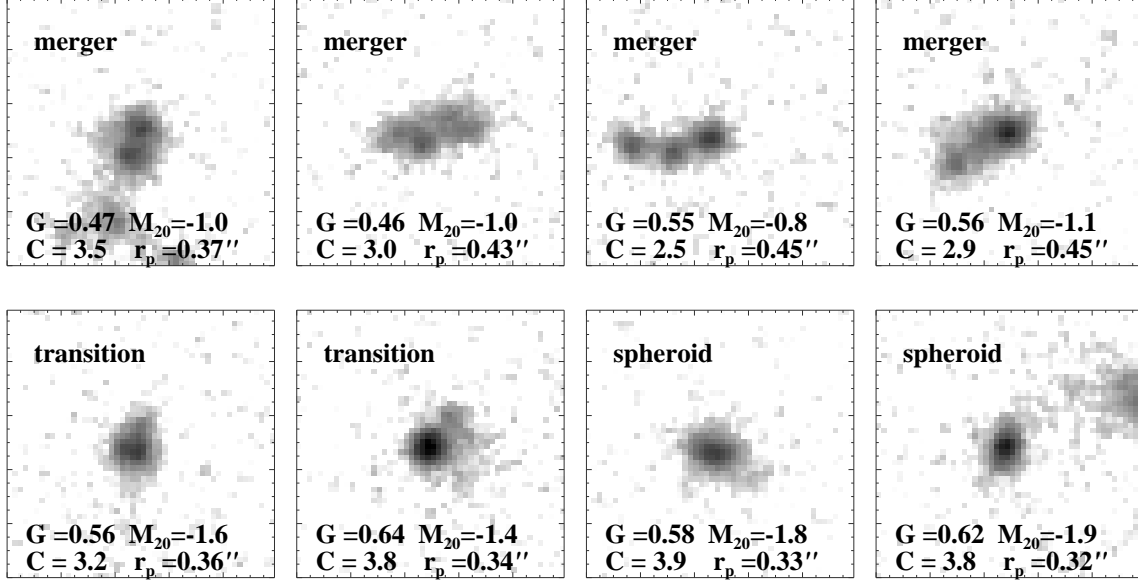 merger
G =0.47 M20=-1.0
C = 3.5 rp =0.37″
merger
G =0.46 M20=-1.0
C = 3.0 rp =0.43″
merger
G =0.55 M20=-0.8
C = 2.5 rp =0.45″
merger
G =0.56 M20=-1.1
C = 2.9 rp =0.45″
transition
G =0.56 M20=-1.6
C = 3.2 rp =0.36″
transition
G =0.64 M20=-1.4
C = 3.8 rp =0.34″
spheroid
G =0.58 M20=-1.8
C = 3.9 rp =0.33″
spheroid
G =0.62 M20=-1.9
C = 3.8 rp =0.32″